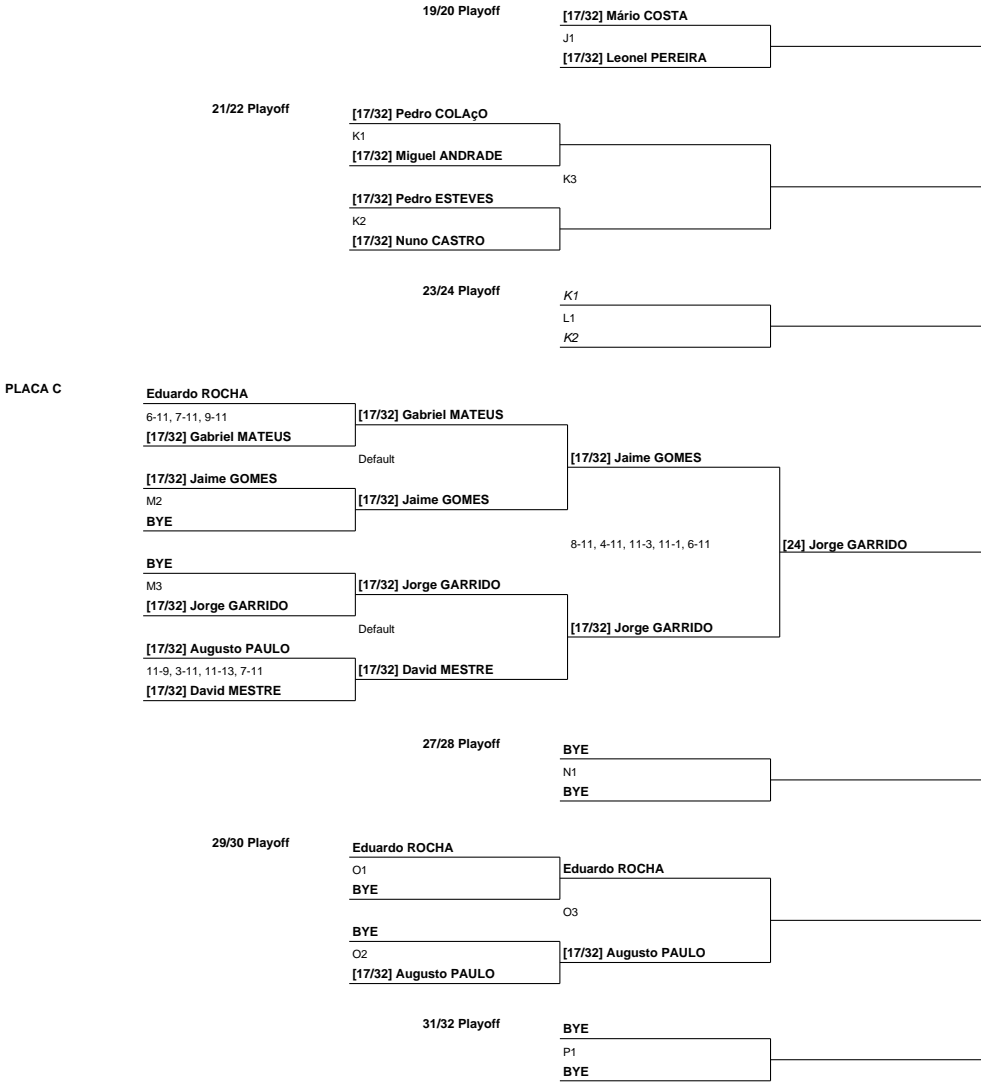 19/20 Playoff
[17/32] Mário COSTA
J1
[17/32] Leonel PEREIRA
21/22 Playoff
[17/32] Pedro COLAçO
K1
[17/32] Miguel ANDRADE
K3
[17/32] Pedro ESTEVES
K2
[17/32] Nuno CASTRO
23/24 Playoff
K1
L1
K2
PLACA C
Eduardo ROCHA
6-11, 7-11, 9-11
[17/32] Gabriel MATEUS
[17/32] Gabriel MATEUS
Default
[17/32] Jaime GOMES
[17/32] Jaime GOMES
M2
BYE
[17/32] Jaime GOMES
8-11, 4-11, 11-3, 11-1, 6-11
[24] Jorge GARRIDO
BYE
M3
[17/32] Jorge GARRIDO
[17/32] Jorge GARRIDO
Default
[17/32] Jorge GARRIDO
[17/32] Augusto PAULO
11-9, 3-11, 11-13, 7-11
[17/32] David MESTRE
[17/32] David MESTRE
27/28 Playoff
BYE
N1
BYE
29/30 Playoff
Eduardo ROCHA
O1
BYE
Eduardo ROCHA
O3
BYE
O2
[17/32] Augusto PAULO
[17/32] Augusto PAULO
31/32 Playoff
BYE
P1
BYE